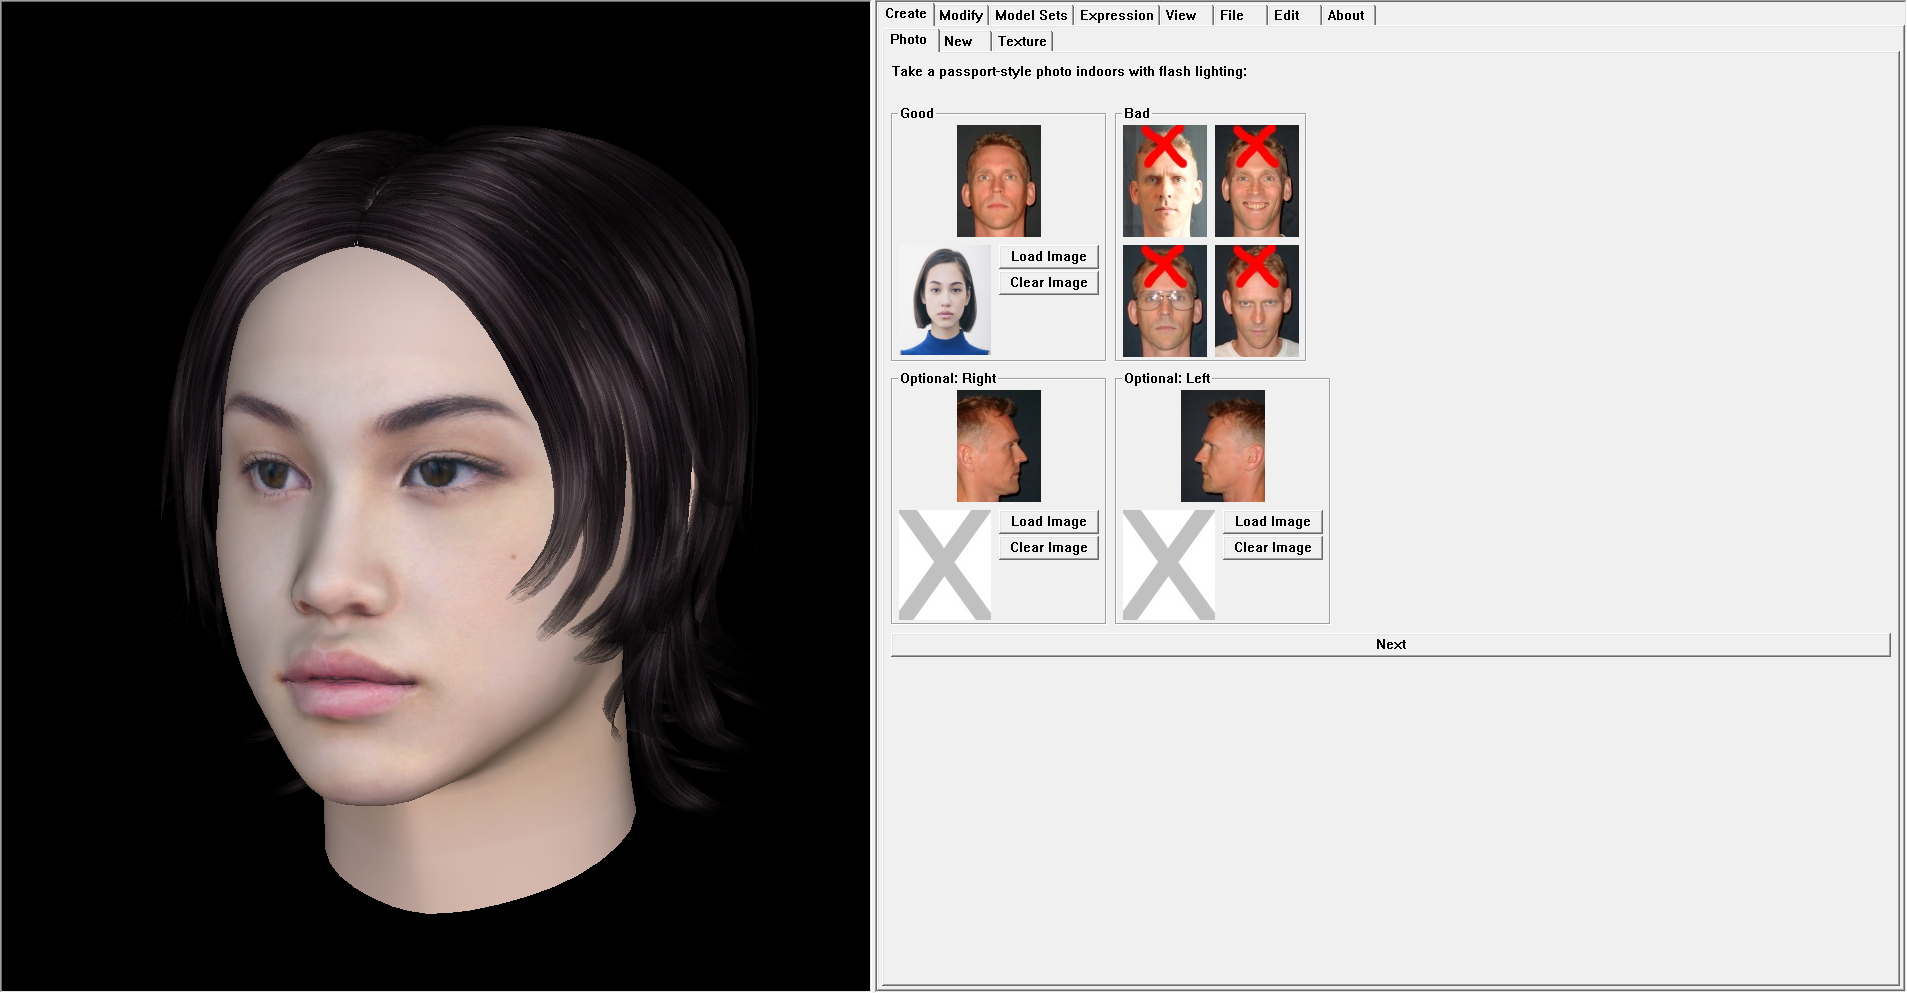 Create Modify Model Sets Expression View File Edit About
Photo New Texture
Take a passport-style photo indoors with flash lighting:
Good
Bad
Load Image
Clear Image
Optional: Right
Optional: Left
Load Image
Clear Image
Load Image
Clear Image
Next